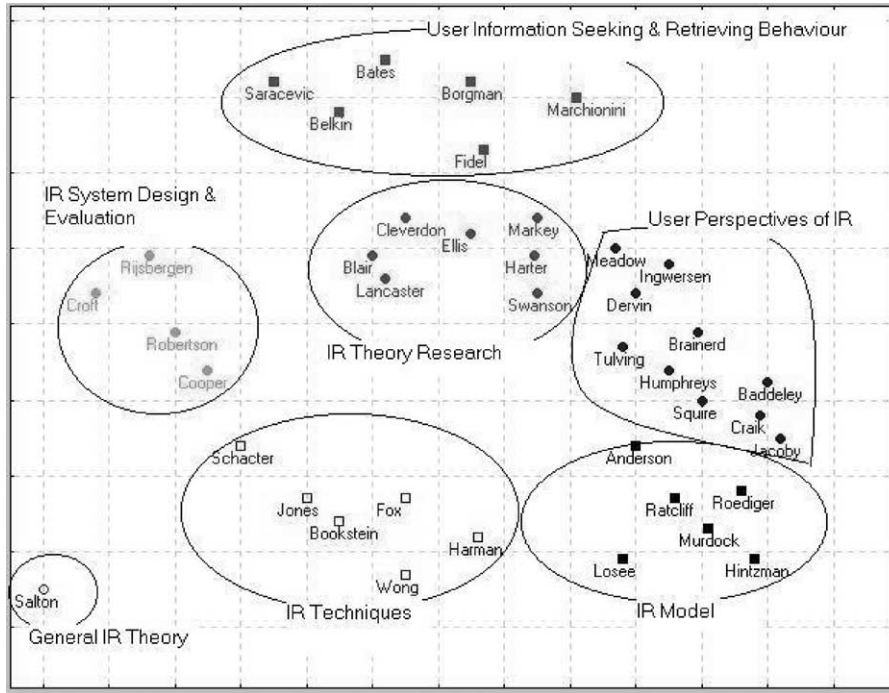 User Information Seeking & Retrieving Behaviour
Bates
Saracevic
Borgman
Marchionini
Belkin
Fidel
IR System Design &
Evaluation
Cleverdon
Markey
User Perspectives of IR
Ellis
Rijsbergen
Blair
Harter
Meadow
Ingwersen
Croft
Lancaster
Swanson
Dervin
Robertson
IR Theory Research
Tulving
Brainerd
Cooper
Humphreys
Baddeley
Squire
Craik
Schacter
Anderson
Jacoby
Jones
Fox
Ratcliff
Roediger
Bookstein
Harman
Murdock
Losee
Hintzman
Wong
Salton
IR Techniques
IR Model
General IR Theory